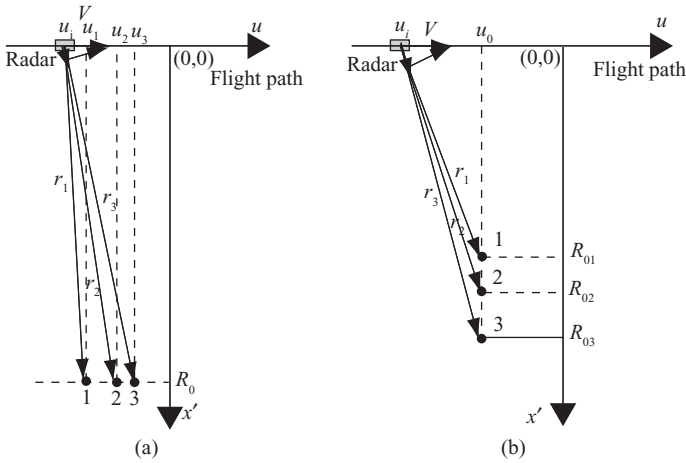 u_i
V
u_1
u_2
u_3
u
Radar
(0,0)
Flight path
r_1
r_3
r_2
1
2
3
R_0
x′
(a)
u_i
V
u_0
u
Radar
(0,0)
Flight path
r_1
r_3
r_2
1
R_01
2
R_02
3
R_03
x′
(b)